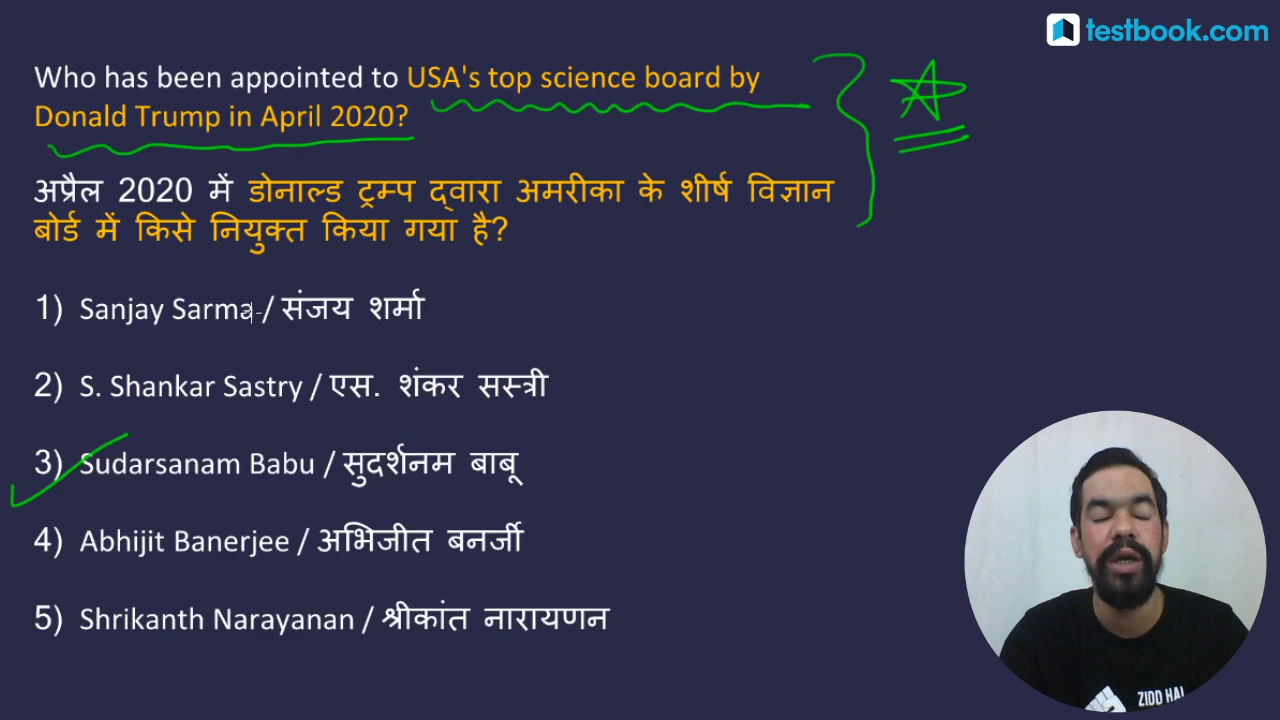 testbook.com
Who has been appointed to USA's top science board by
Donald Trump in April 2020?
अप्रैल 2020 में डोनाल्ड ट्रम्प द्वारा अमरीका के शीर्ष विज्ञान
बोर्ड में किसे नियुक्त किया गया है?
1) Sanjay Sarma / संजय शर्मा
2) S. Shankar Sastry / एस. शंकर सस्त्री
3) Sudarsanam Babu / सुदर्शनम बाबू
4) Abhijit Banerjee / अभिजीत बनर्जी
5) Shrikanth Narayanan / श्रीकांत नारायणन
ZIDD HAI